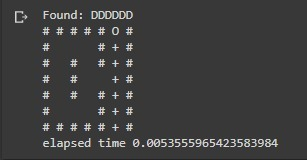 Found: DDDDDD
# # # # # O #
#       # + #
#   #   # + #
#   #     + #
#   #   # + #
#       # + #
# # # # # + #
elapsed time 0.0053555965423583984